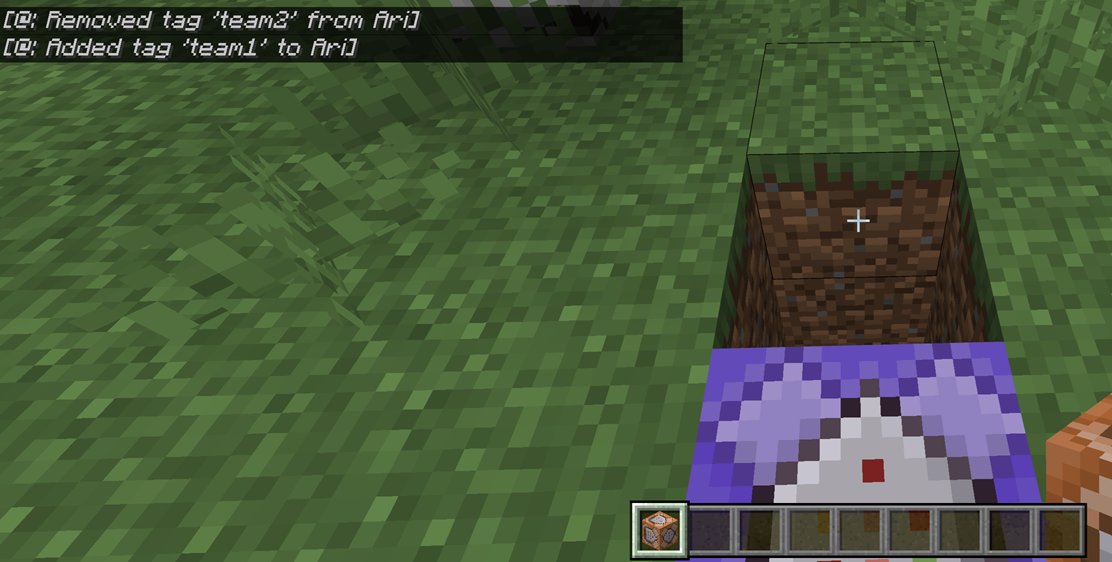 [@: Removed tag 'team2' from Ari]
[@: Added tag 'team1' to Ari]